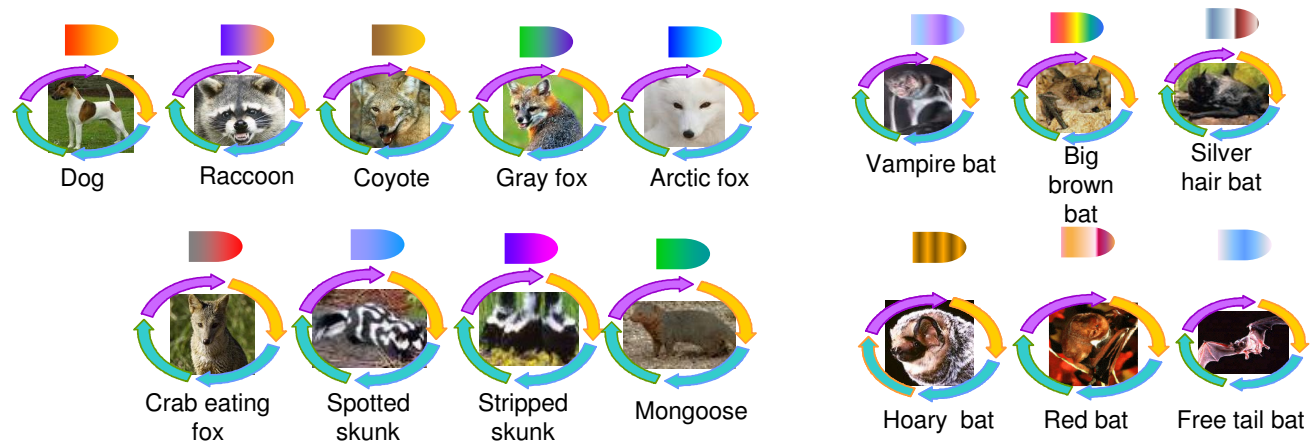 Dog
Raccoon
Coyote
Gray fox
Arctic fox
Vampire bat
Big
brown
bat
Silver
hair bat
Crab eating
fox
Spotted
skunk
Stripped
skunk
Mongoose
Hoary  bat
Red bat
Free tail bat